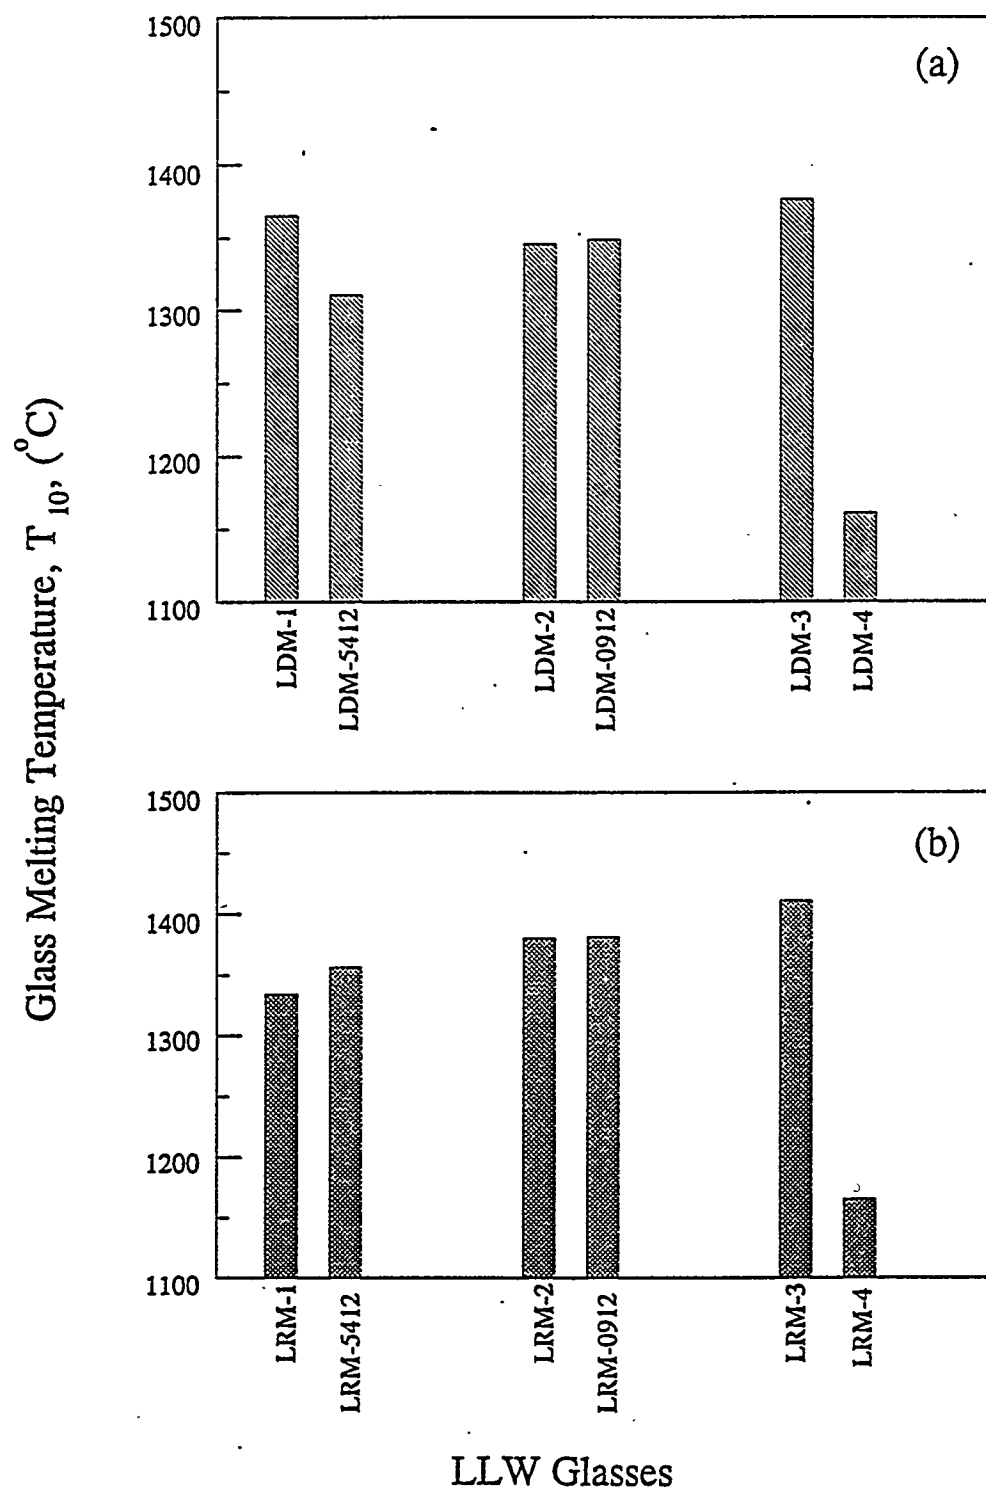 Glass Melting Temperature, T 10, (°C)
(a)
1500
1400
1300
1200
1100
LDM-1
LDM-5412
LDM-2
LDM-0912
LDM-3
LDM-4
(b)
1500
1400
1300
1200
1100
LRM-1
LRM-5412
LRM-2
LRM-0912
LRM-3
LRM-4
LLW Glasses